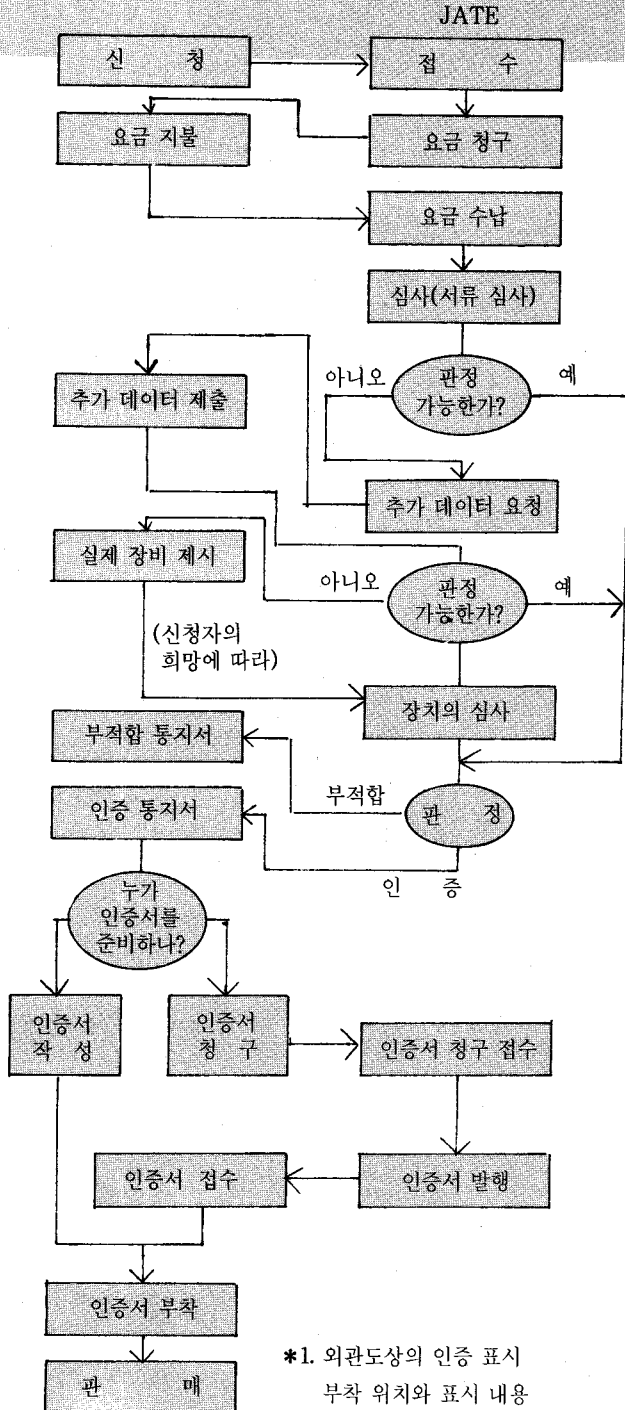 JATE
신 청
접 수
요금 지불
요금 청구
요금 수납
심사(서류 심사)
아니오
판정
가능한가?
예
추가 데이터 제출
추가 데이터 요청
실제 장비 제시
아니오
판정
가능한가?
예
(신청자의
희망에 따라)
장치의 심사
부적합 통지서
부적합
판 정
인증 통지서
인 증
누가
인증서를
준비하나?
인증서
작 성
인증서
청 구
인증서 청구 접수
인증서 접수
인증서 발행
인증서 부착
판 매
*1. 외관도상의 인증 표시
부착 위치와 표시 내용